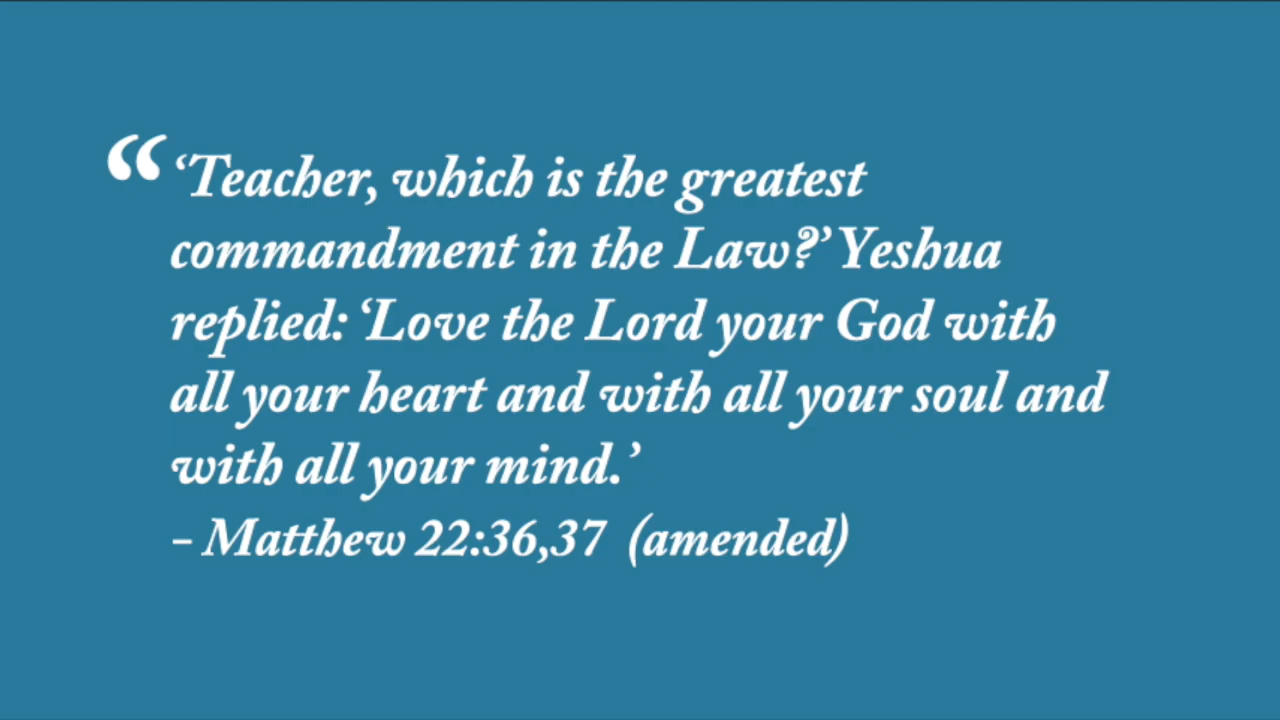 “‘Teacher, which is the greatest
commandment in the Law?’ Yeshua
replied: ‘Love the Lord your God with
all your heart and with all your soul and
with all your mind.’
– Matthew 22:36,37 (amended)